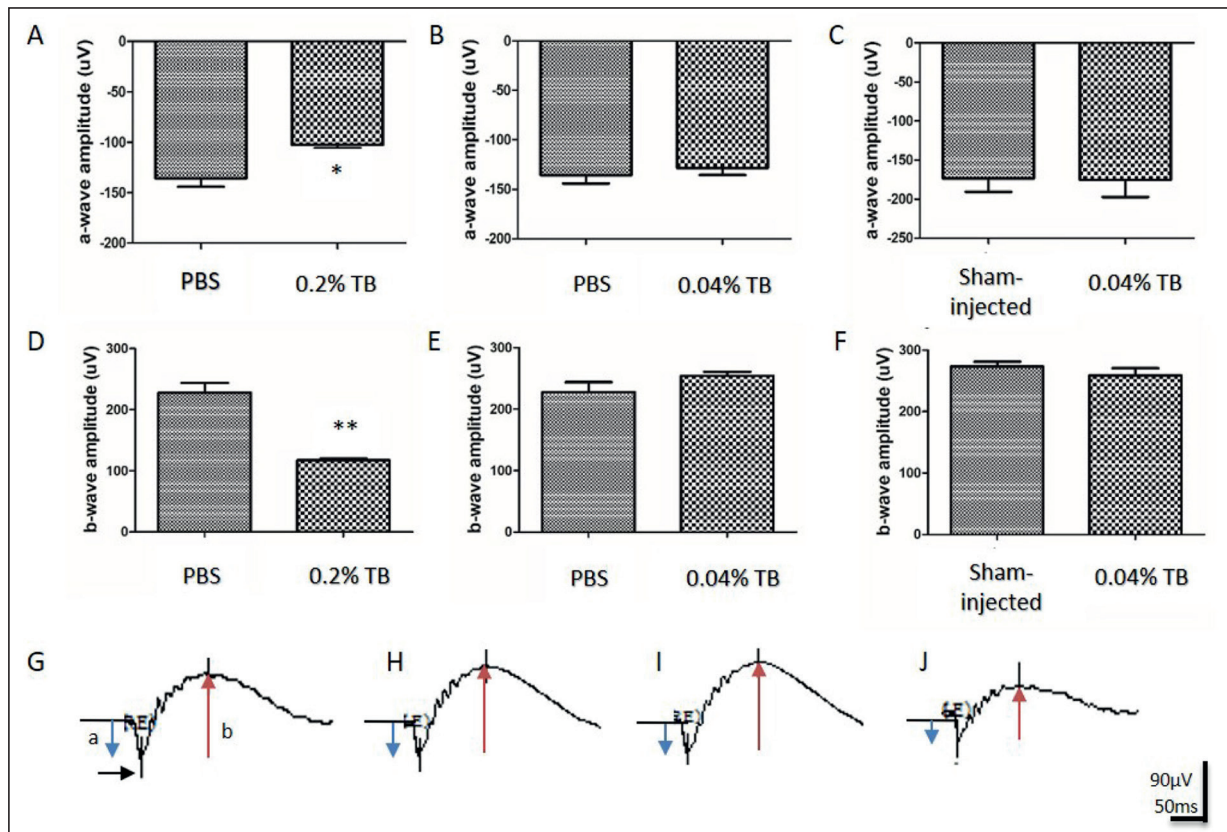 A
a-wave amplitude (uV)
0
-50
-100
-150
-200
*
PBS
0.2% TB
B
a-wave amplitude (uV)
0
-50
-100
-150
-200
PBS
0.04% TB
C
a-wave amplitude (uV)
0
-50
-100
-150
-200
-250
Sham-
injected
0.04% TB
D
b-wave amplitude (uV)
300
200
100
0
**
PBS
0.2% TB
E
b-wave amplitude (uV)
300
200
100
0
PBS
0.04% TB
F
b-wave amplitude (uV)
300
200
100
0
Sham-
injected
0.04% TB
G
a
b
H
I
J
90µV
50ms